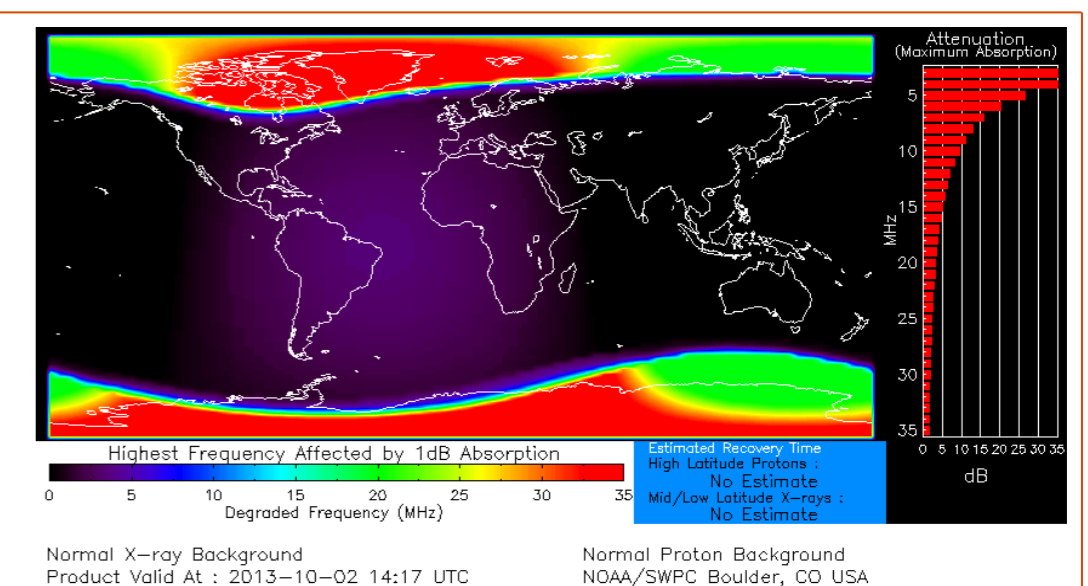 Attenuation
(Maximum Absorption)
5
10
15
20
25
30
35
MHz
0 5 10 15 20 25 30 35
dB
Highest Frequency Affected by 1dB Absorption
0 5 10 15 20 25 30 35
Degraded Frequency (MHz)
Estimated Recovery Time
High Latitude Protons :
No Estimate
Mid/Low Latitude X-rays :
No Estimate
Normal X-ray Background
Product Valid At : 2013-10-02 14:17 UTC
Normal Proton Background
NOAA/SWPC Boulder, CO USA